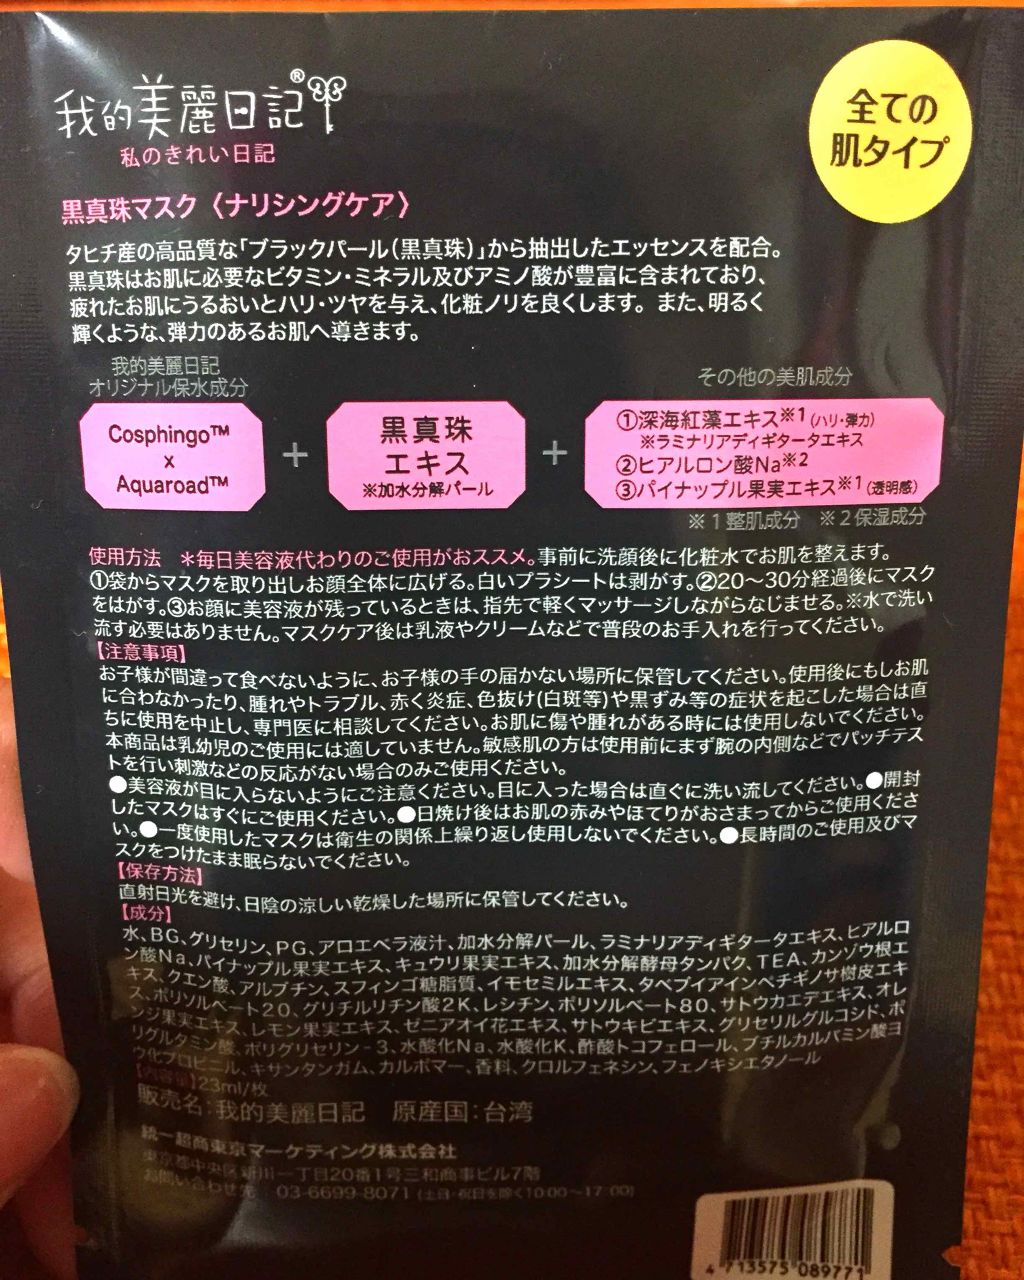 我的美麗日記®
私のきれい日記
全ての
肌タイプ
黒真珠マスク〈ナリシングケア〉
タヒチ産の高品質な「ブラックパール(黒真珠)」から抽出したエッセンスを配合。
黒真珠はお肌に必要なビタミン・ミネラル及びアミノ酸が豊富に含まれており、
疲れたお肌にうるおいとハリ・ツヤを与え、化粧ノリを良くします。また、明るく
輝くような、弾力のあるお肌へ導きます。
我的美麗日記
オリジナル保水成分
Cosphingo™
x
Aquaroad™
+
黒真珠
エキス
※加水分解パール
+
その他の美肌成分
①深海紅藻エキス※1(ハリ・弾力)
※ラミナリアディギタータエキス
②ヒアルロン酸Na※2
③パイナップル果実エキス※1(透明感)
※1整肌成分 ※2保湿成分
使用方法 *毎日美容液代わりのご使用がおススメ。事前に洗顔後に化粧水でお肌を整えます。
①袋からマスクを取り出しお顔全体に広げる。白いプラシートは剥がす。②20〜30分経過後にマスク
をはがす。③お顔に美容液が残っているときは、指先で軽くマッサージしながらなじませる。※水で洗い
流す必要はありません。マスクケア後は乳液やクリームなどで普段のお手入れを行ってください。
【注意事項】
お子様が間違って食べないように、お子様の手の届かない場所に保管してください。使用後にもしお肌
に合わなかったり、腫れやトラブル、赤く炎症、色抜け(白斑等)や黒ずみ等の症状を起こした場合は直
ちに使用を中止し、専門医に相談してください。お肌に傷や腫れがある時には使用しないでください。
本商品は乳幼児のご使用には適していません。敏感肌の方は使用前にまず腕の内側などでパッチテス
トを行い刺激などの反応がない場合のみご使用ください。
●美容液が目に入らないようにご注意ください。目に入った場合は直ぐに洗い流してください。●開封
したマスクはすぐにご使用ください。●日焼け後はお肌の赤みやほてりがおさまってからご使用くださ
い。●一度使用したマスクは衛生の関係上繰り返し使用しないでください。●長時間のご使用及びマ
スクをつけたまま眠らないでください。
【保存方法】
直射日光を避け、日陰の涼しい乾燥した場所に保管してください。
【成分】
水、BG、グリセリン、PG、アロエベラ液汁、加水分解パール、ラミナリアディギタータエキス、ヒアルロ
ン酸Na、パイナップル果実エキス、キュウリ果実エキス、加水分解酵母タンパク、TEA、カンゾウ根エ
キス、クエン酸、アルブチン、スフィンゴ糖脂質、イモセミルエキス、タベブイアインペチギノサ樹皮エキ
ス、ポリソルベート20、グリチルリチン酸2K、レシチン、ポリソルベート80、サトウカエデエキス、オレ
ンジ果実エキス、レモン果実エキス、ゼニアオイ花エキス、サトウキビエキス、グリセリルグルコシド、ポ
リグルタミン酸、ポリグリセリン-3、水酸化Na、水酸化K、酢酸トコフェロール、ブチルカルバミン酸ヨ
ウ化プロピニル、キサンタンガム、カルボマー、香料、クロルフェネシン、フェノキシエタノール
【内容量】23ml/枚
販売名:我的美麗日記 原産国:台湾
統一超商東京マーケティング株式会社
東京都中央区新川一丁目20番1号三和商事ビル7階
お問い合わせ先:03-6699-8071(土日・祝日を除く10:00〜17:00)
4 713575 089771